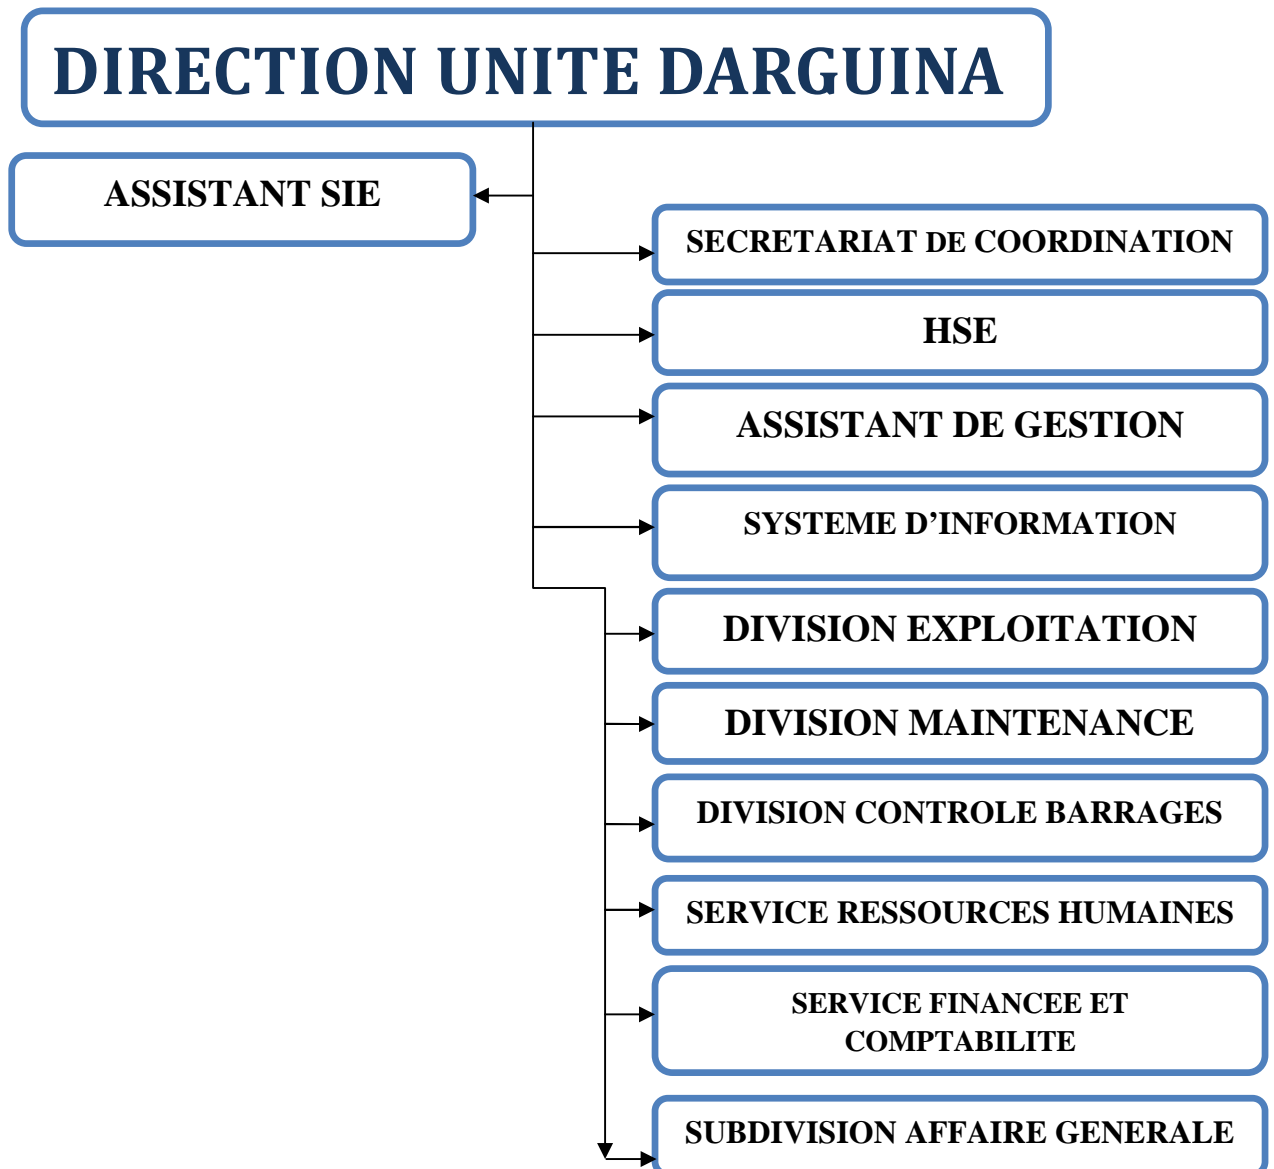 DIRECTION UNITE DARGUINA
ASSISTANT SIE
SECRETARIAT DE COORDINATION
HSE
ASSISTANT DE GESTION
SYSTEME D’INFORMATION
DIVISION EXPLOITATION
DIVISION MAINTENANCE
DIVISION CONTROLE BARRAGES
SERVICE RESSOURCES HUMAINES
SERVICE FINANCEE ET
COMPTABILITE
SUBDIVISION AFFAIRE GENERALE